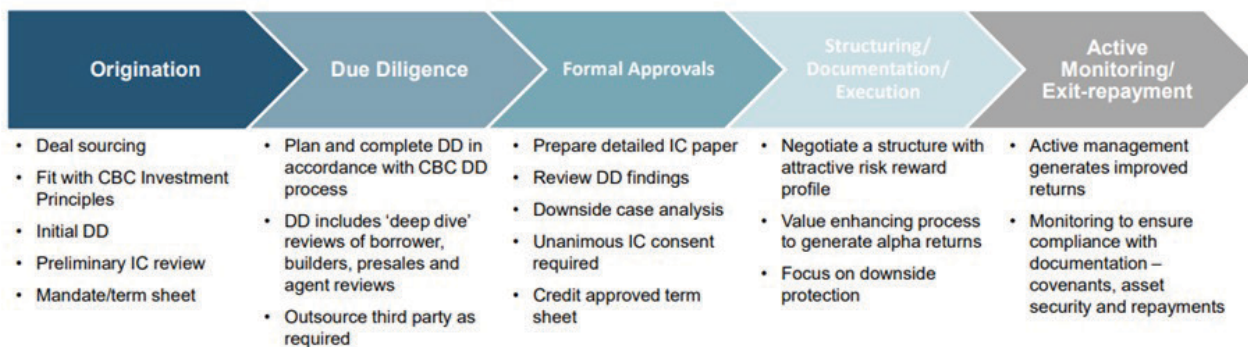 Origination
• Deal sourcing
• Fit with CBC Investment
Principles
• Initial DD
• Preliminary IC review
• Mandate/term sheet
Due Diligence
• Plan and complete DD in
accordance with CBC DD
process
• DD includes ‘deep dive’
reviews of borrower,
builders, presales and
agent reviews
• Outsource third party as
required
Formal Approvals
• Prepare detailed IC paper
• Review DD findings
• Downside case analysis
• Unanimous IC consent
required
• Credit approved term
sheet
Structuring/
Documentation/
Execution
• Negotiate a structure with
attractive risk reward
profile
• Value enhancing process
to generate alpha returns
• Focus on downside
protection
Active
Monitoring/
Exit-repayment
• Active management
generates improved
returns
• Monitoring to ensure
compliance with
documentation –
covenants, asset
security and repayments